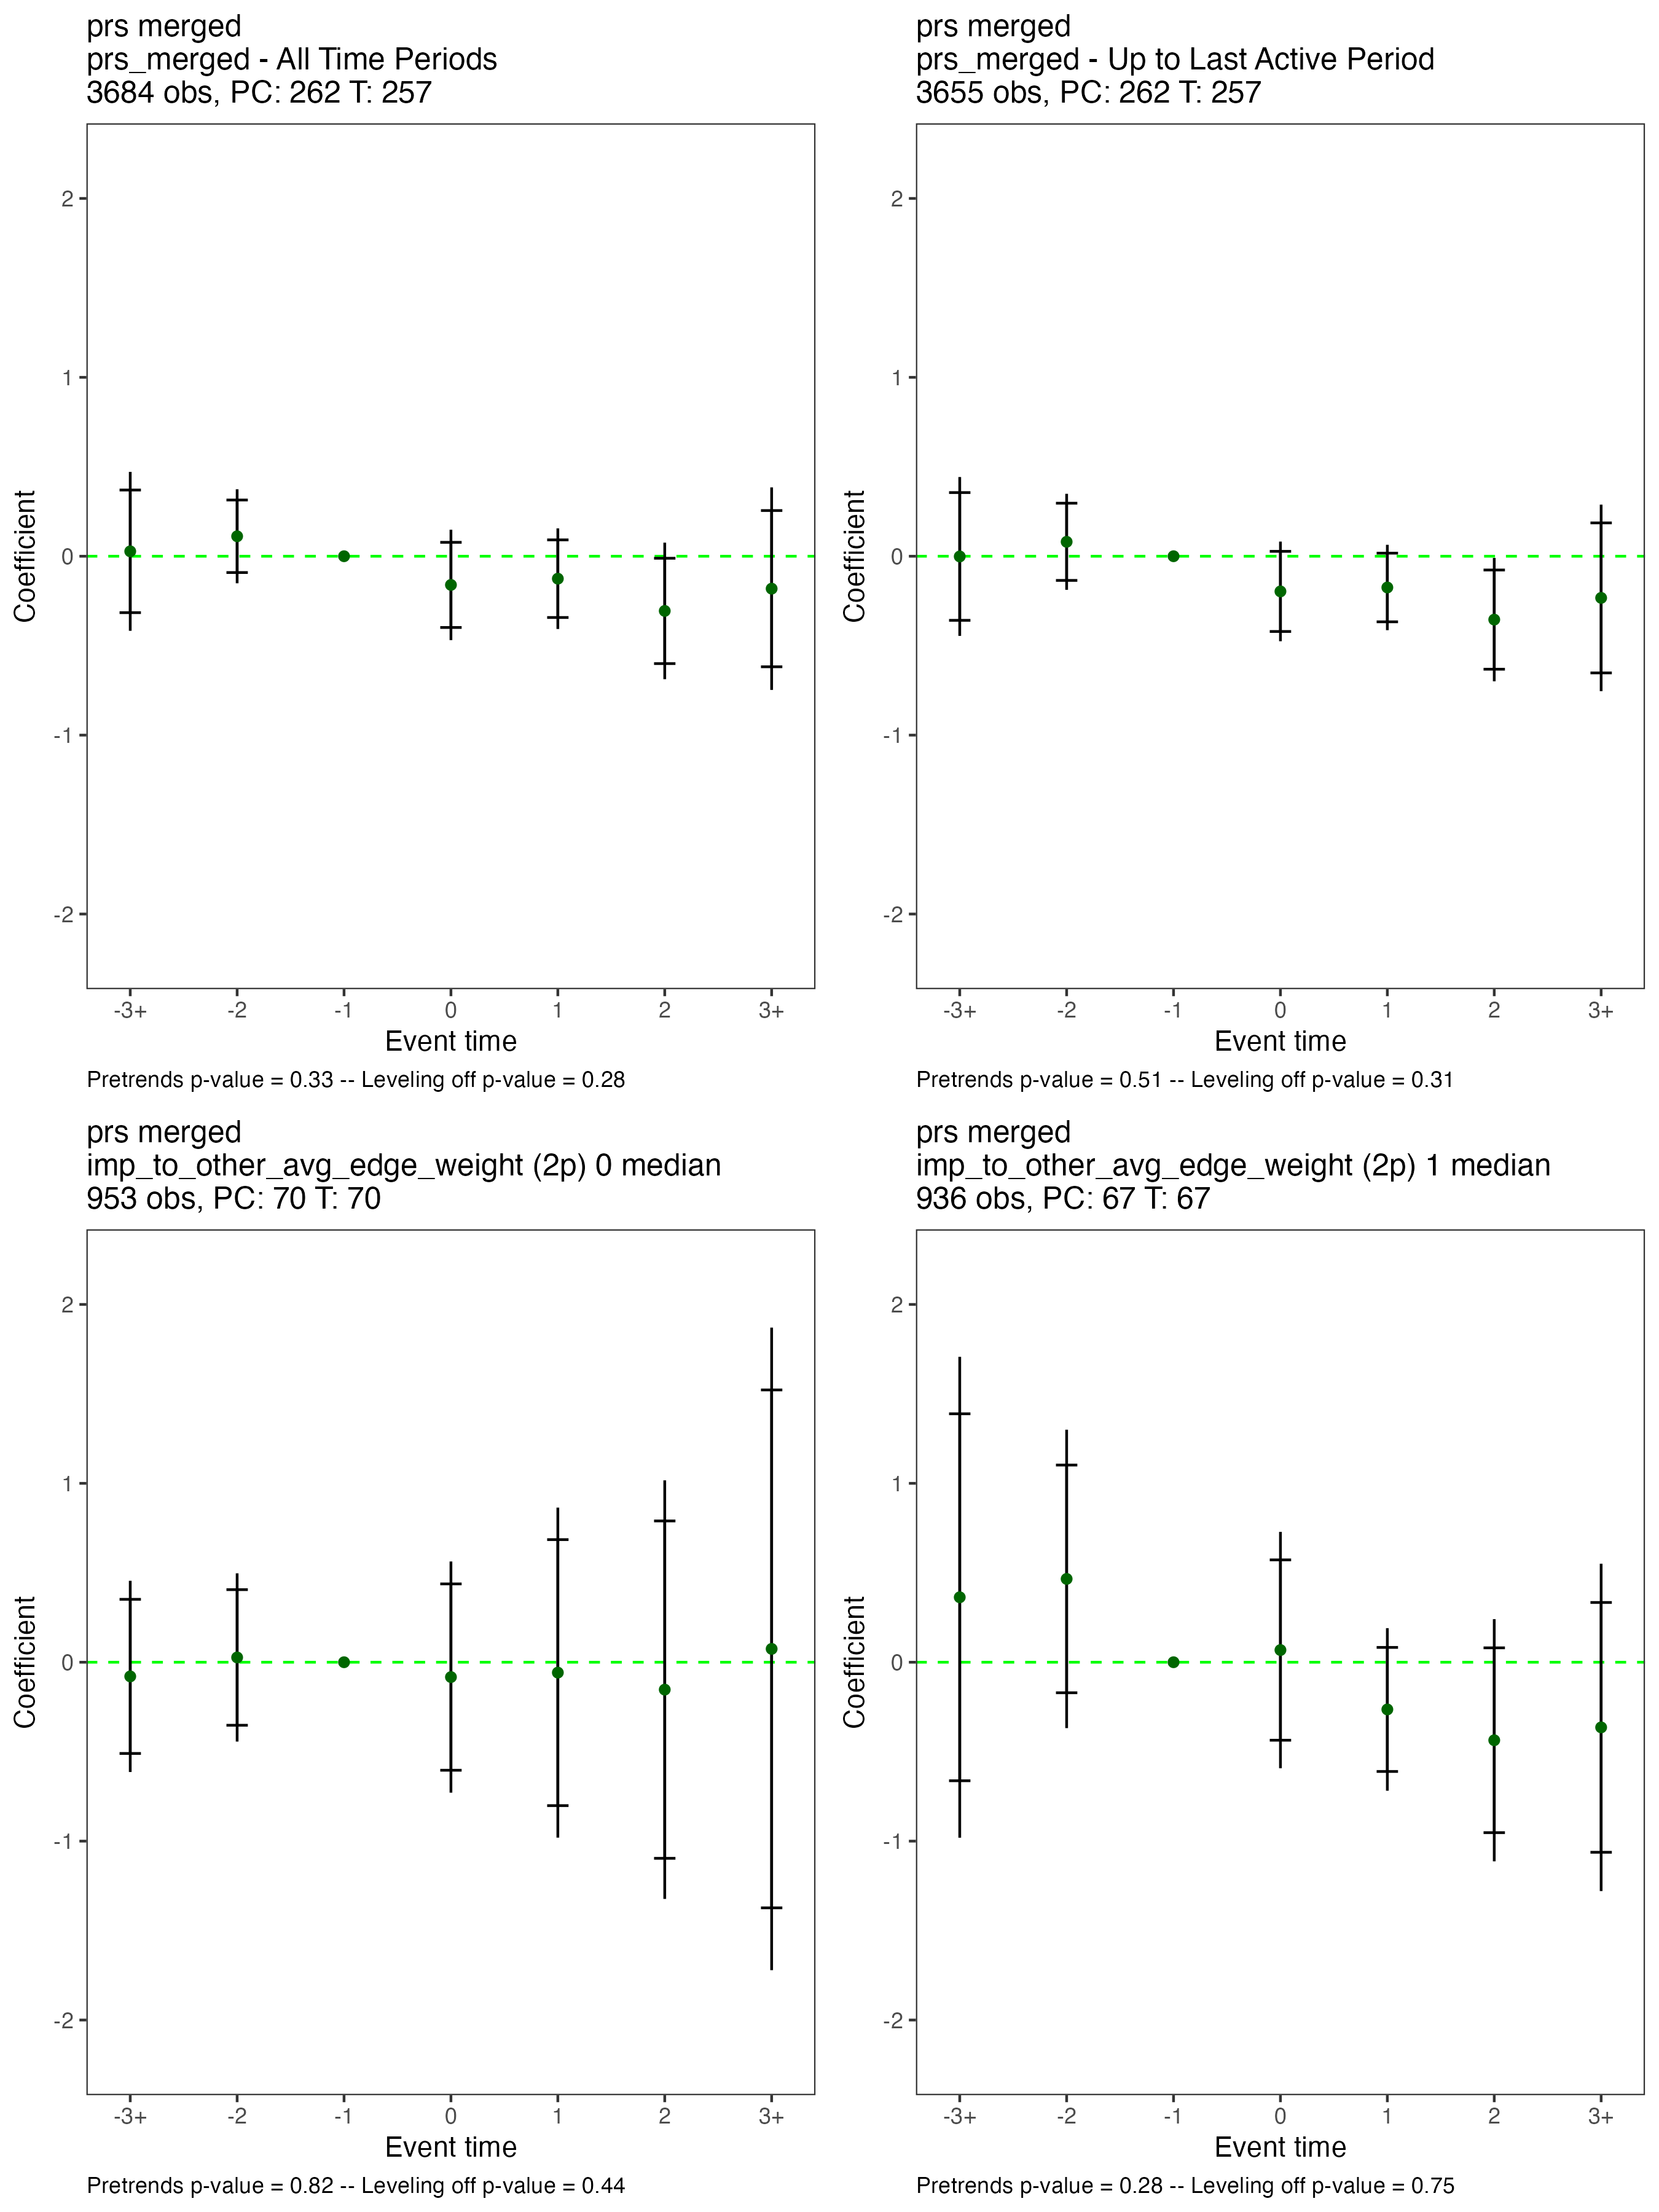 prs merged
prs_merged - All Time Periods
3684 obs, PC: 262 T: 257
2
1
0
-1
-2
Coefficient
-3+ -2 -1 0 1 2 3+
Event time
Pretrends p-value = 0.33 -- Leveling off p-value = 0.28
prs merged
prs_merged - Up to Last Active Period
3655 obs, PC: 262 T: 257
2
1
0
-1
-2
Coefficient
-3+ -2 -1 0 1 2 3+
Event time
Pretrends p-value = 0.51 -- Leveling off p-value = 0.31
prs merged
imp_to_other_avg_edge_weight (2p) 0 median
953 obs, PC: 70 T: 70
2
1
0
-1
-2
Coefficient
-3+ -2 -1 0 1 2 3+
Event time
Pretrends p-value = 0.82 -- Leveling off p-value = 0.44
prs merged
imp_to_other_avg_edge_weight (2p) 1 median
936 obs, PC: 67 T: 67
2
1
0
-1
-2
Coefficient
-3+ -2 -1 0 1 2 3+
Event time
Pretrends p-value = 0.28 -- Leveling off p-value = 0.75